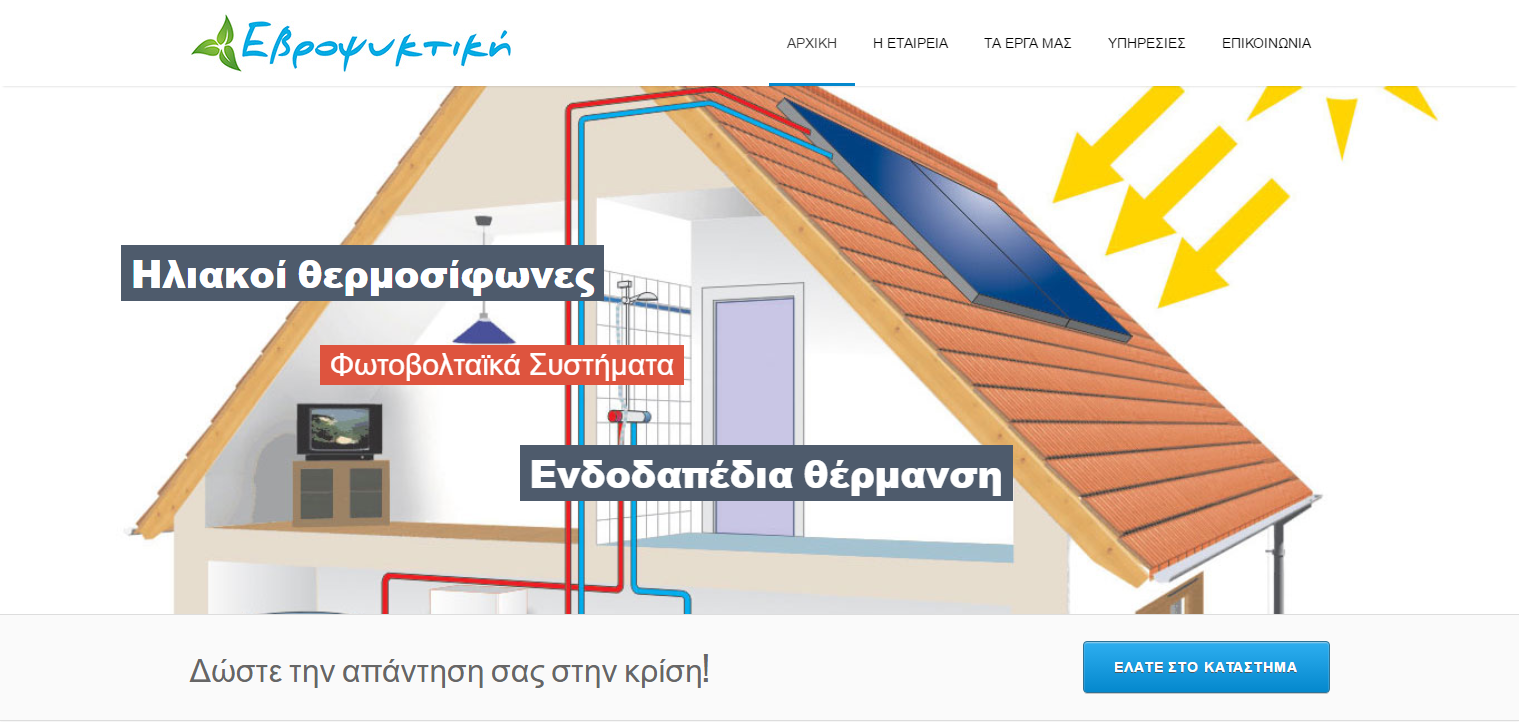 Εβροψυκτική
ΑΡΧΙΚΗ Η ΕΤΑΙΡΕΙΑ ΤΑ ΕΡΓΑ ΜΑΣ ΥΠΗΡΕΣΙΕΣ ΕΠΙΚΟΙΝΩΝΙΑ
Ηλιακοί θερμοσίφωνες
Φωτοβολταϊκά Συστήματα
Ενδοδαπέδια θέρμανση
Δώστε την απάντηση σας στην κρίση!
ΕΛΑΤΕ ΣΤΟ ΚΑΤΑΣΤΗΜΑ